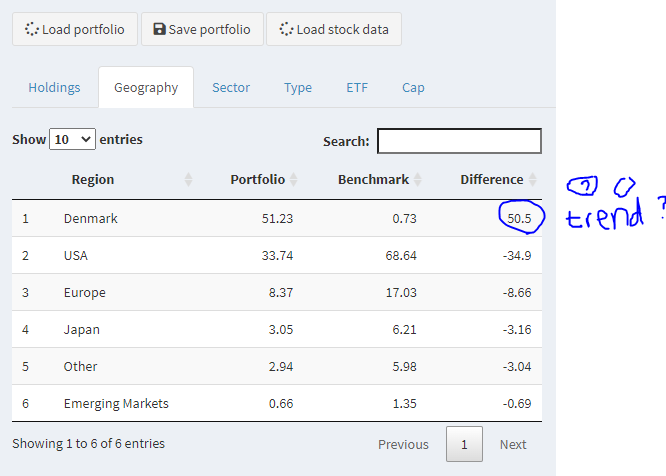 Load portfolio Save portfolio Load stock data
Holdings Geography Sector Type ETF Cap
Show 10 entries Search:
Region Portfolio Benchmark Difference
1 Denmark 51.23 0.73 50.5
2 USA 33.74 68.64 -34.9
3 Europe 8.37 17.03 -8.66
4 Japan 3.05 6.21 -3.16
5 Other 2.94 5.98 -3.04
6 Emerging Markets 0.66 1.35 -0.69
trend ?
Showing 1 to 6 of 6 entries Previous 1 Next